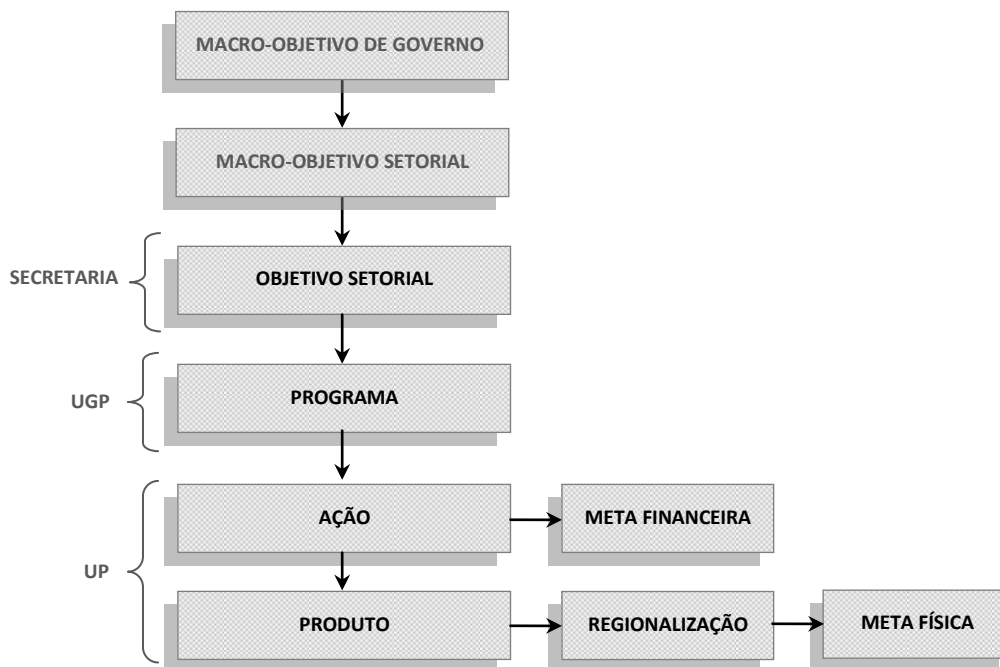 MACRO-OBJETIVO DE GOVERNO
MACRO-OBJETIVO SETORIAL
SECRETARIA
OBJETIVO SETORIAL
UGP
PROGRAMA
AÇÃO
META FINANCEIRA
UP
PRODUTO
REGIONALIZAÇÃO
META FÍSICA